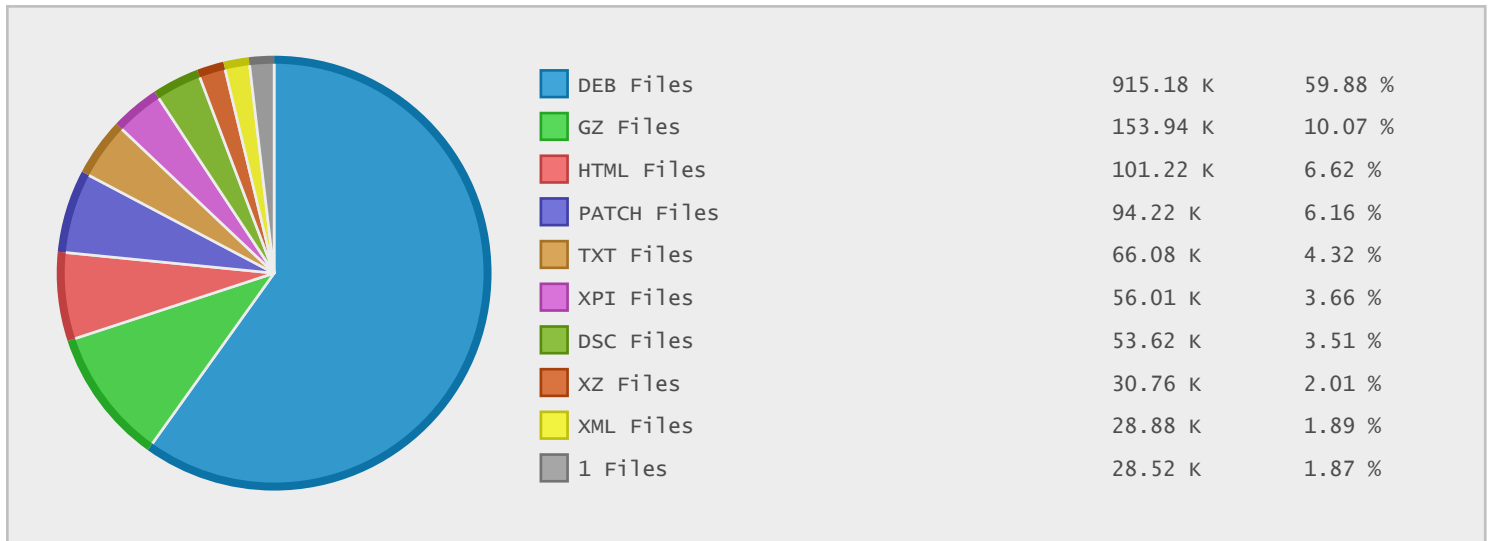 DEB Files 915.18 K 59.88 %
GZ Files 153.94 K 10.07 %
HTML Files 101.22 K 6.62 %
PATCH Files 94.22 K 6.16 %
TXT Files 66.08 K 4.32 %
XPI Files 56.01 K 3.66 %
DSC Files 53.62 K 3.51 %
XZ Files 30.76 K 2.01 %
XML Files 28.88 K 1.89 %
1 Files 28.52 K 1.87 %